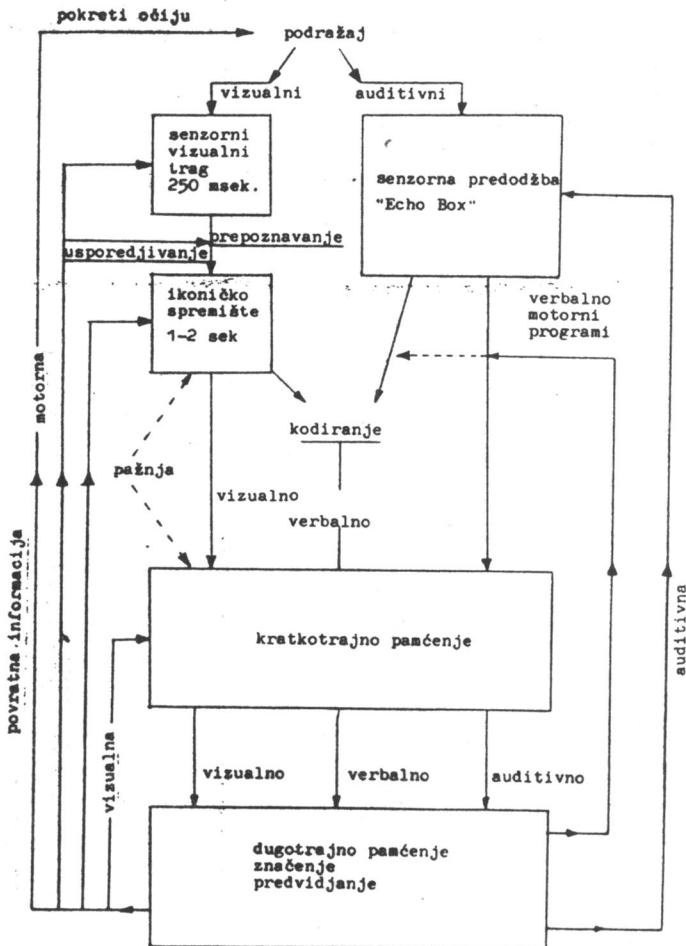 pokreti očiju
podražaj
vizualni
auditivni
senzorni
vizualni
trag
250 msek.
senzorna predodžba
"Echo Box"
prepoznavanje
usporedjivanje
ikoničko
spremište
1-2 sek
verbalno
motorni
programi
motorna
kodiranje
pažnja
vizualno
verbalno
povratna informacija
auditivna
kratkotrajno pamćenje
vizualna
vizualno
verbalno
auditivno
dugotrajno pamćenje
značenje
predvidjanje